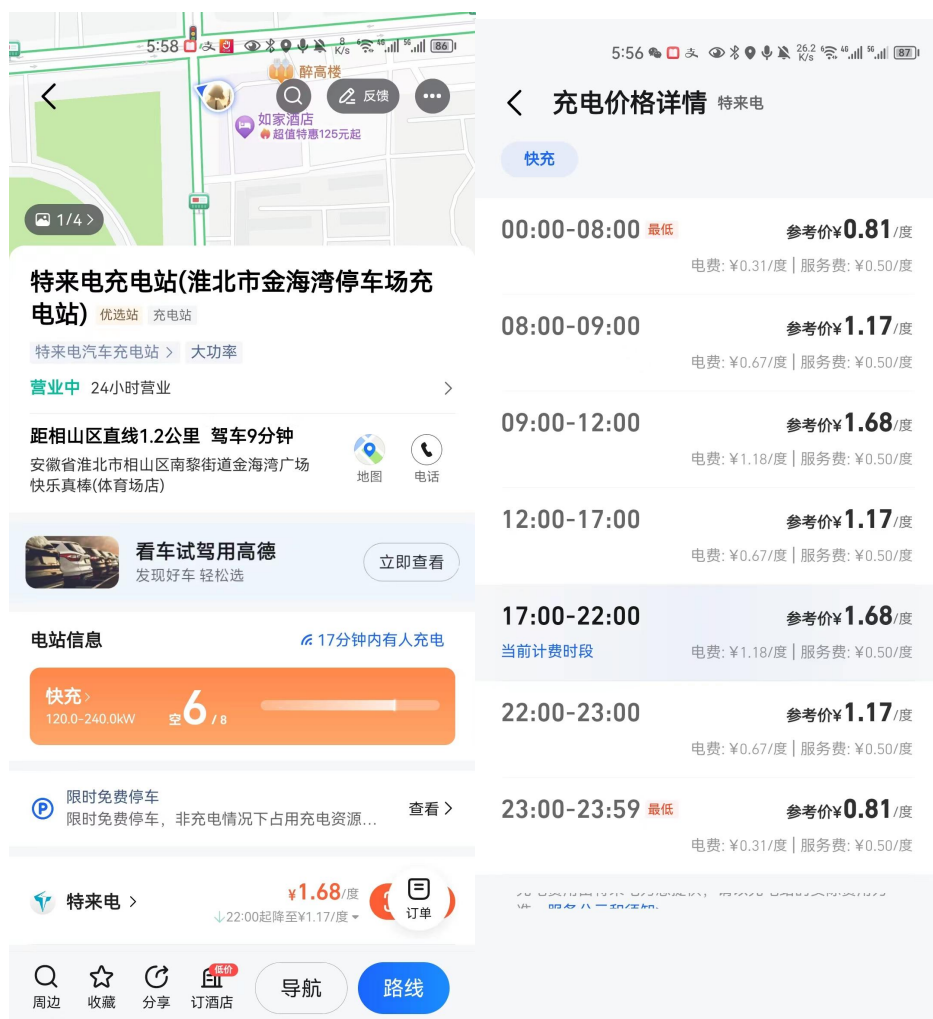 5:58
8
K/s
4G
5G
86
醉高楼
反馈
如家酒店
超值特惠125元起
1/4
特来电充电站(淮北市金海湾停车场充
电站) 优选站 充电站
特来电汽车充电站 大功率
营业中 24小时营业
距相山区直线1.2公里 驾车9分钟
安徽省淮北市相山区南黎街道金海湾广场
快乐真棒(体育场店)
地图 电话
看车试驾用高德
发现好车 轻松选
立即查看
电站信息 17分钟内有人充电
快充
120.0-240.0kW
空6/8
P
限时免费停车
限时免费停车，非充电情况下占用充电资源...
查看
特来电 ¥1.68/度
↓22:00起降至¥1.17/度
订单
周边 收藏 分享 低价 订酒店 导航 路线
5:56
26.2
K/s
4G
5G
87
充电价格详情 特来电
快充
00:00-08:00 最低 参考价¥0.81/度
电费: ¥0.31/度 | 服务费: ¥0.50/度
08:00-09:00 参考价¥1.17/度
电费: ¥0.67/度 | 服务费: ¥0.50/度
09:00-12:00 参考价¥1.68/度
电费: ¥1.18/度 | 服务费: ¥0.50/度
12:00-17:00 参考价¥1.17/度
电费: ¥0.67/度 | 服务费: ¥0.50/度
17:00-22:00 参考价¥1.68/度
当前计费时段 电费: ¥1.18/度 | 服务费: ¥0.50/度
22:00-23:00 参考价¥1.17/度
电费: ¥0.67/度 | 服务费: ¥0.50/度
23:00-23:59 最低 参考价¥0.81/度
电费: ¥0.31/度 | 服务费: ¥0.50/度